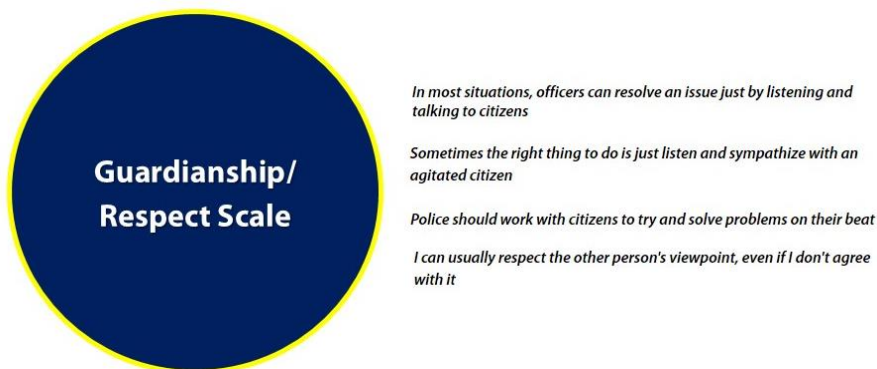 Guardianship/
Respect Scale
In most situations, officers can resolve an issue just by listening and
talking to citizens
Sometimes the right thing to do is just listen and sympathize with an
agitated citizen
Police should work with citizens to try and solve problems on their beat
I can usually respect the other person's viewpoint, even if I don't agree
with it